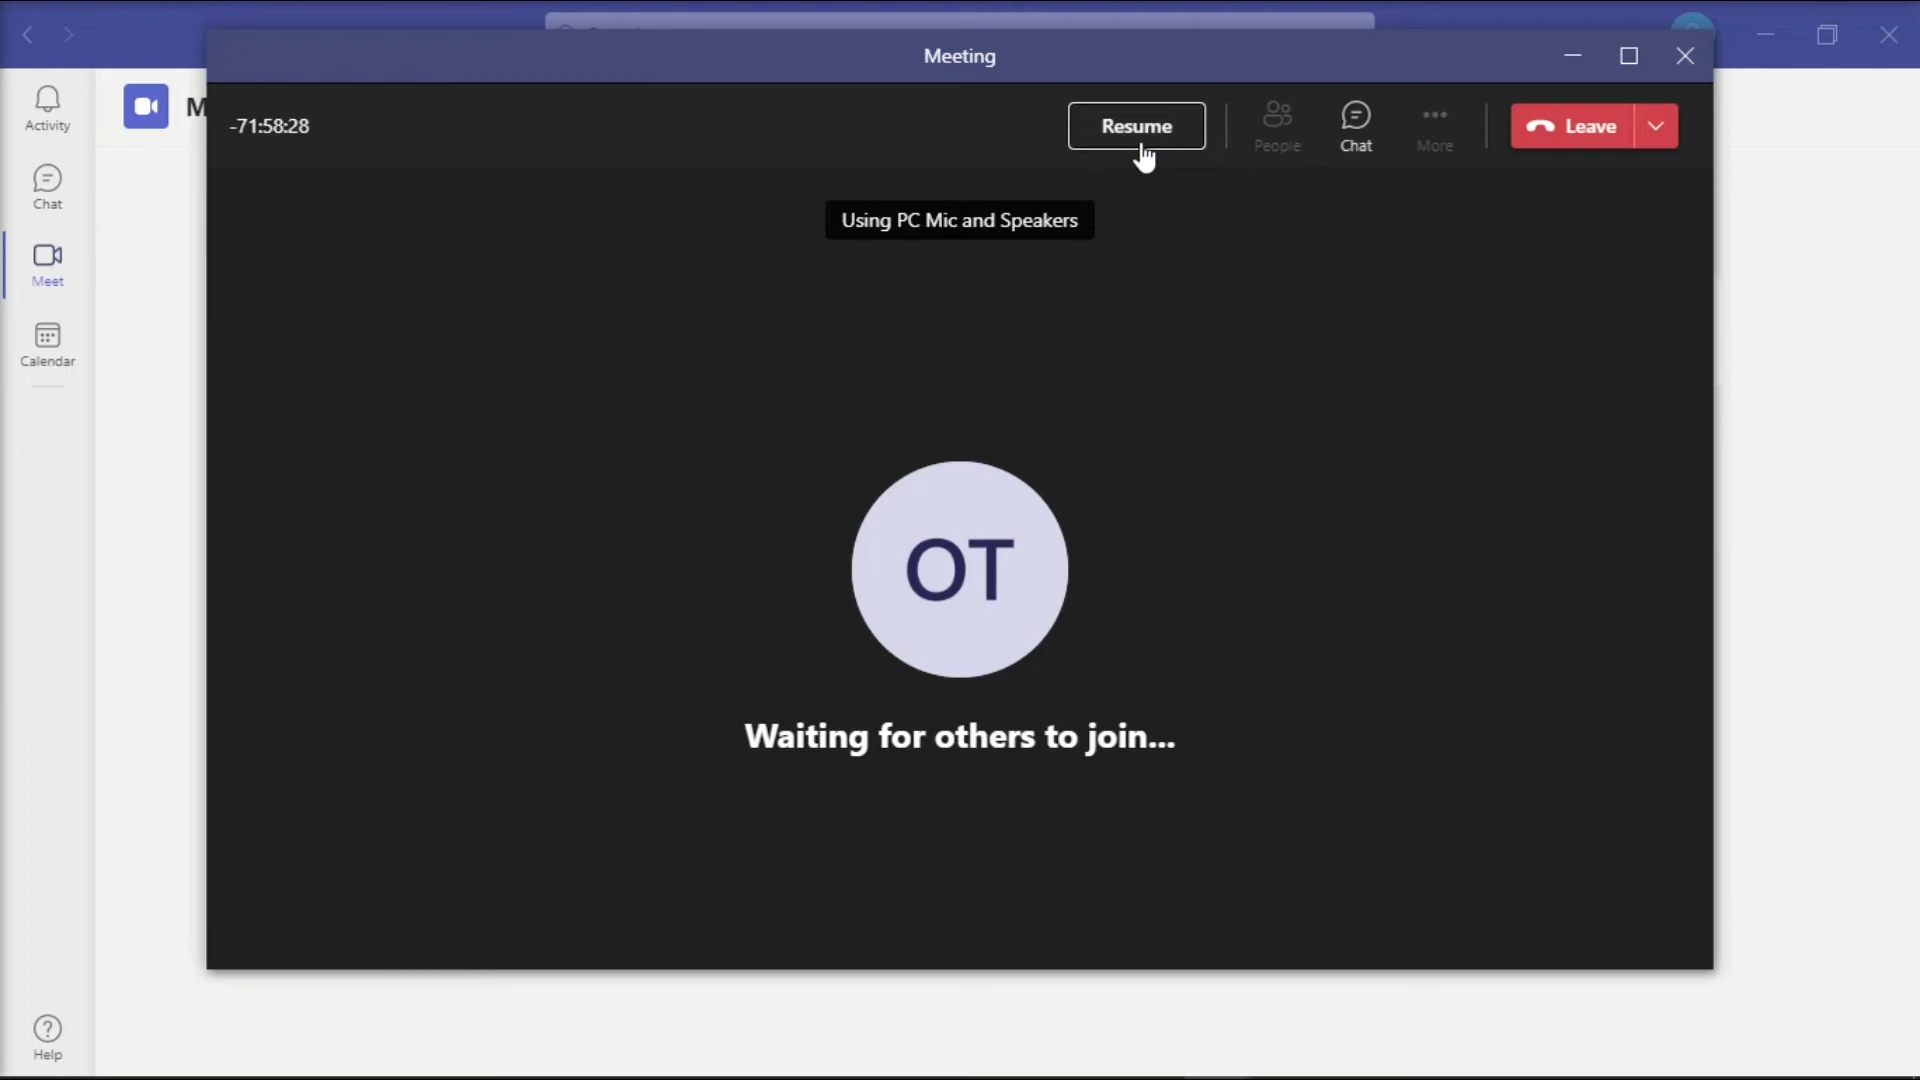 Meeting
Activity
M
-71:58:28
Resume
People
Chat
More
Leave
Chat
Using PC Mic and Speakers
Meet
Calendar
OT
Waiting for others to join...
Help